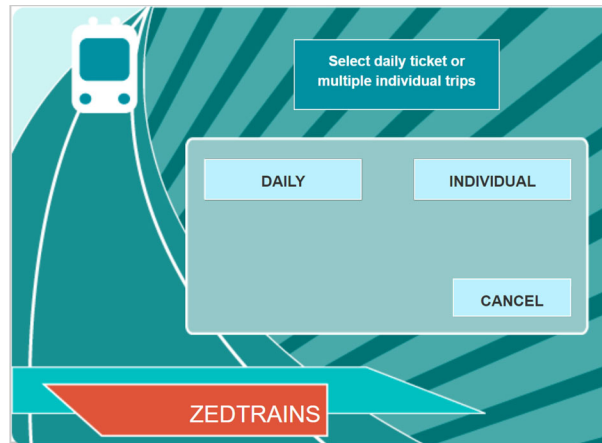 Select daily ticket or
multiple individual trips
DAILY
INDIVIDUAL
CANCEL
ZEDTRAINS